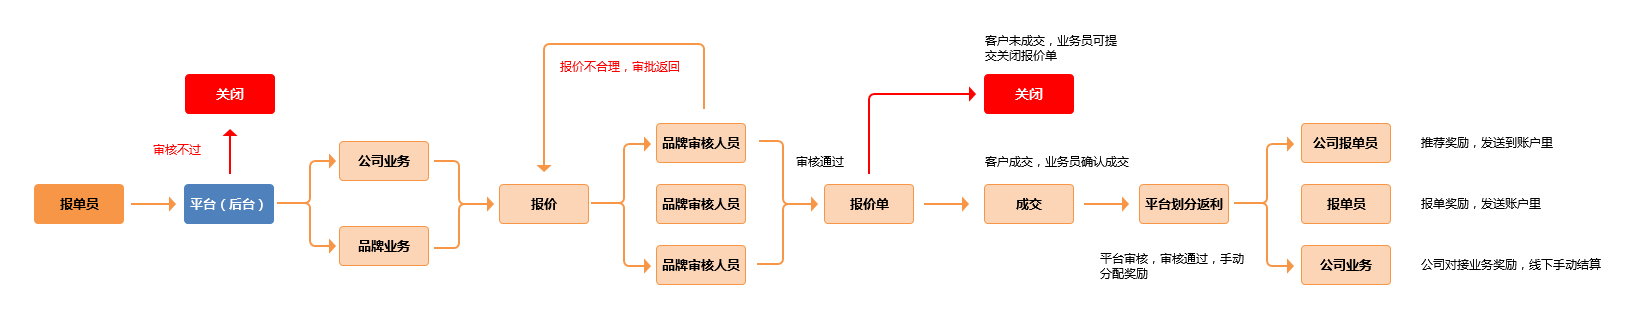 报单员
平台（后台）
审核不过
关闭
公司业务
品牌业务
报价
报价不合理，审批返回
品牌审核人员
品牌审核人员
品牌审核人员
审核通过
报价单
客户未成交，业务员可提
交关闭报价单
关闭
客户成交，业务员确认成交
成交
平台划分返利
平台审核，审核通过，手动
分配奖励
公司报单员
推荐奖励，发送到账户里
报单员
报单奖励，发送账户里
公司业务
公司对接业务奖励，线下手动结算